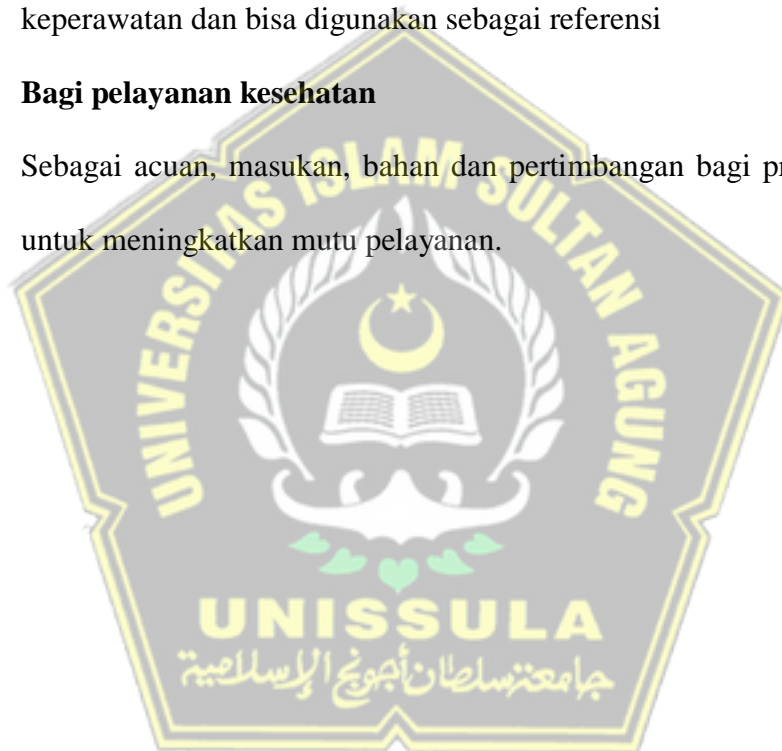 keperawatan dan bisa digunakan sebagai referensi
Bagi pelayanan kesehatan
Sebagai acuan, masukan, bahan dan pertimbangan bagi
untuk meningkatkan mutu pelayanan.
UNIVERSITAS ISLAM SULTAN AGUNG
UNISSULA
جامعة سلطان أجونج الإسلامية